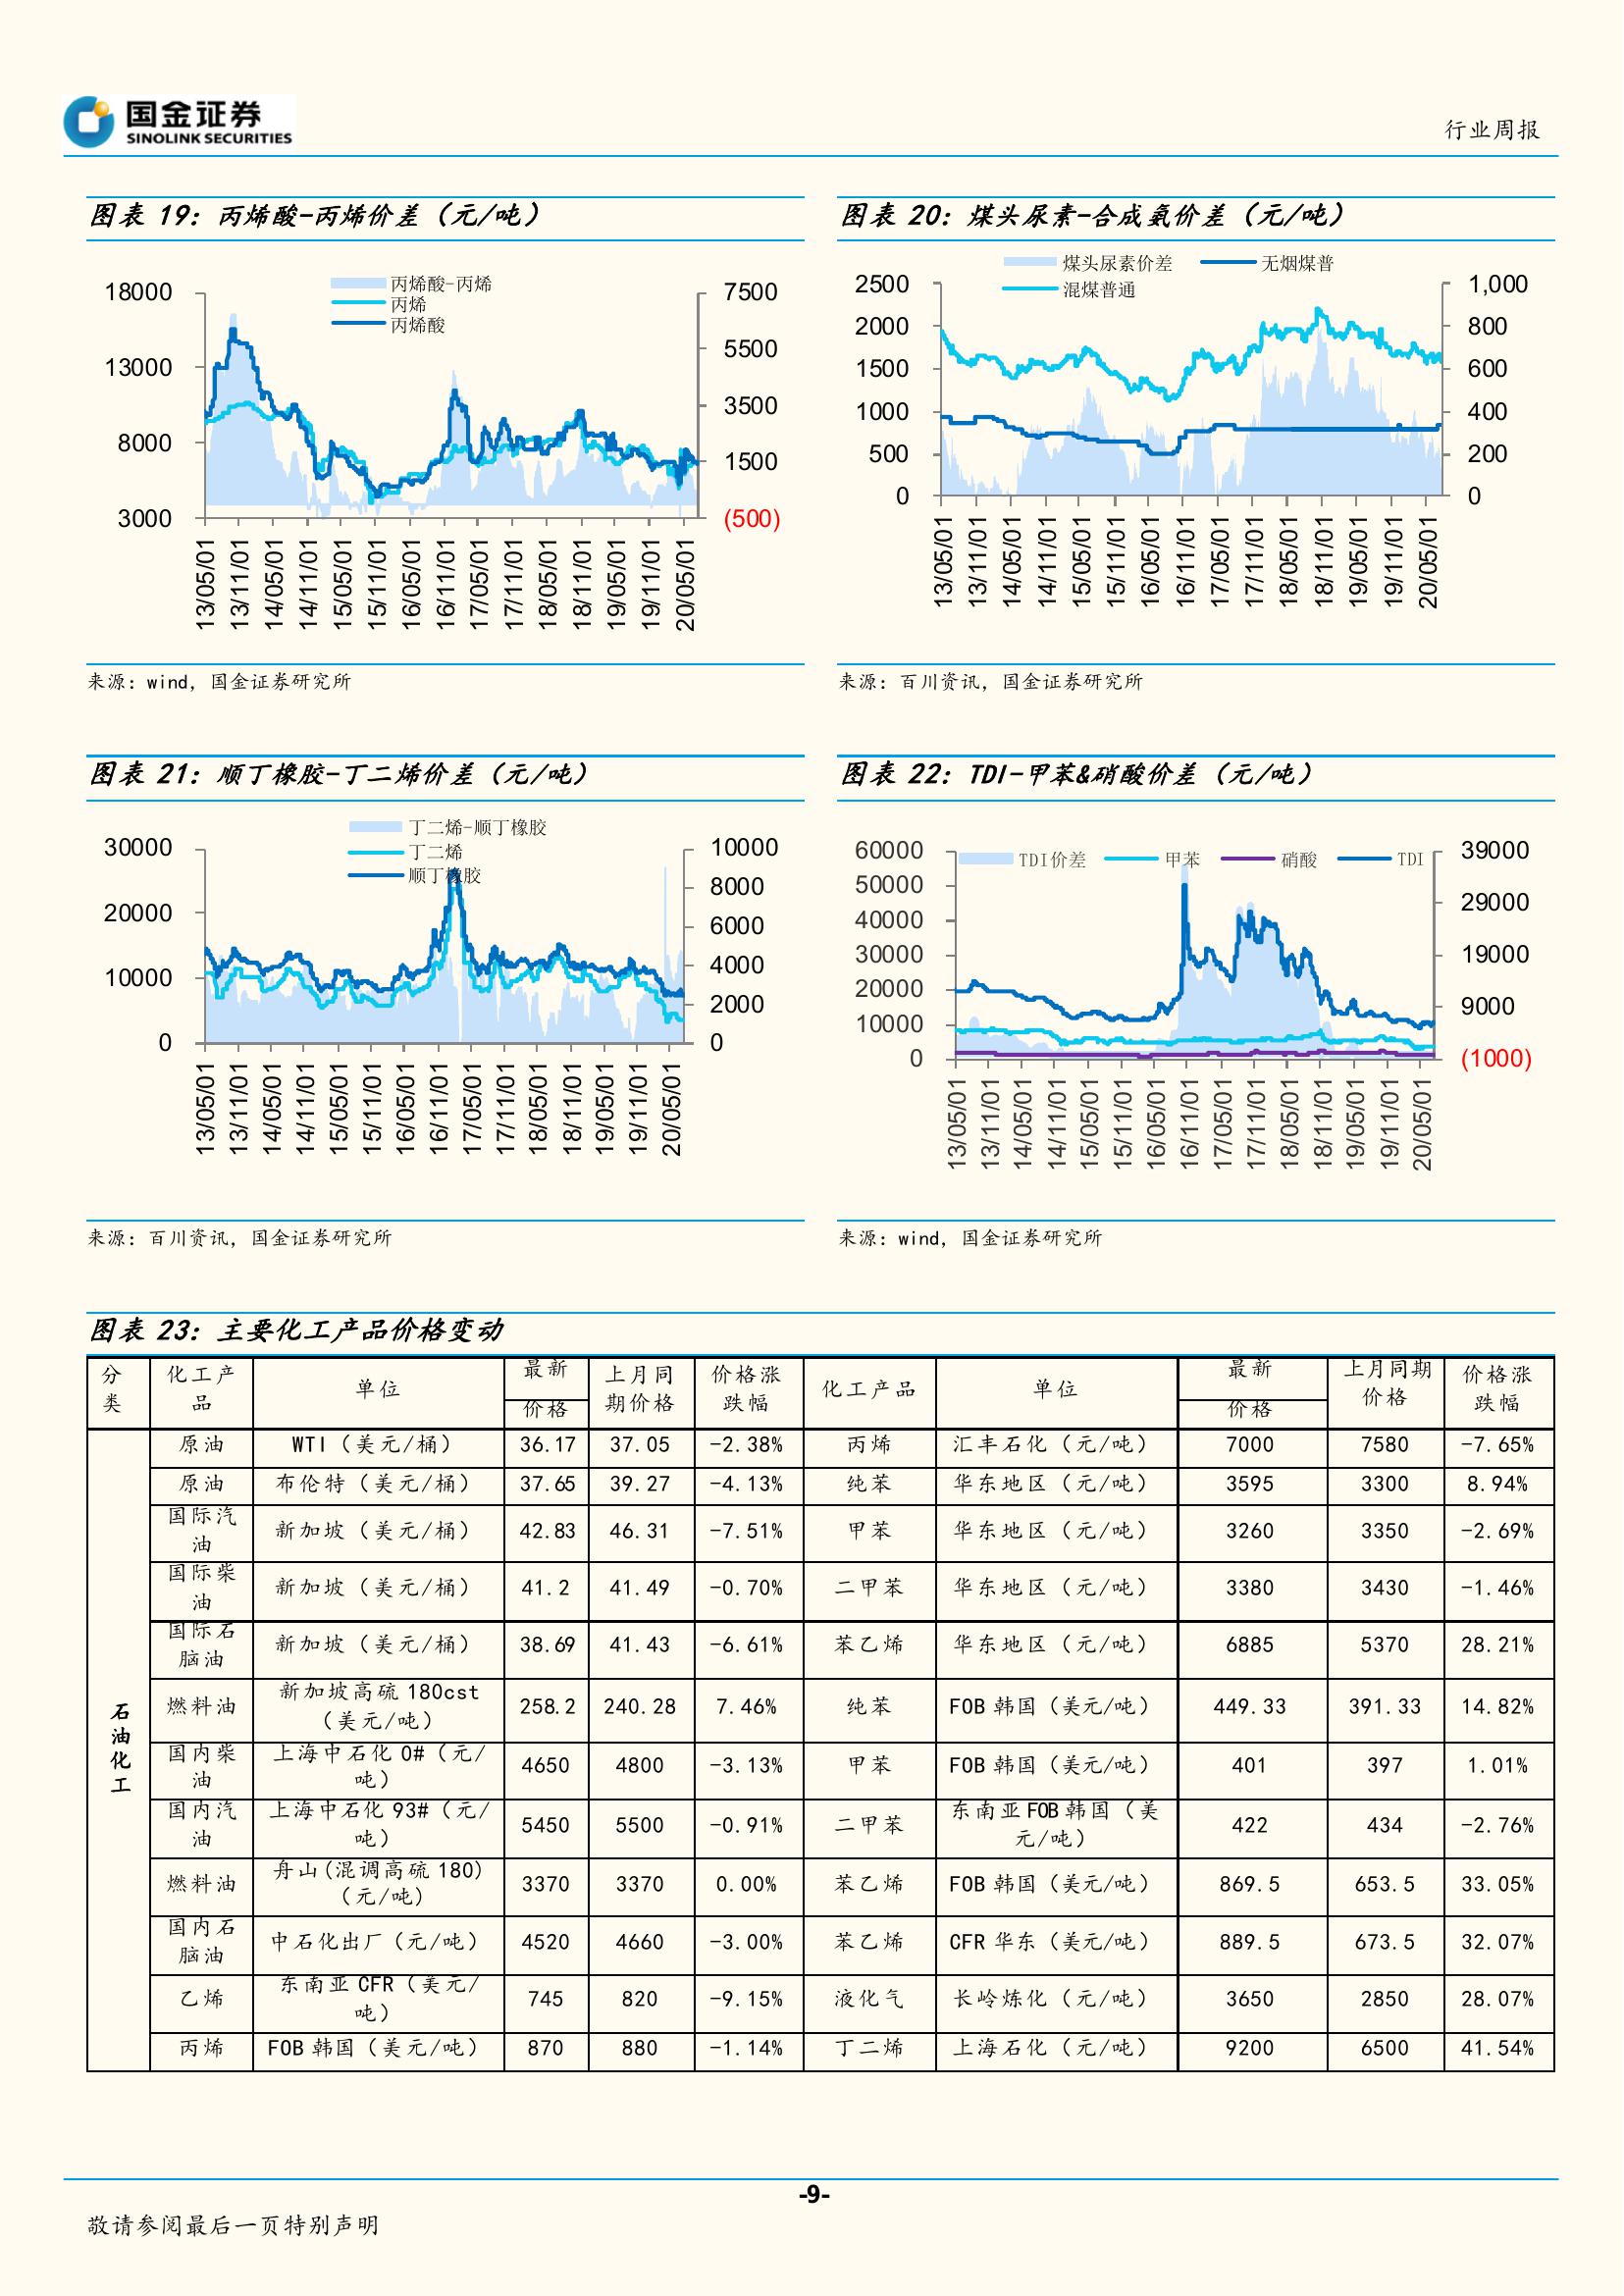 国金证券
SINOLINK SECURITIES
行业周报
图表 19：丙烯酸-丙烯价差（元/吨）
丙烯酸-丙烯
丙烯
丙烯酸
18000
13000
8000
3000
7500
5500
3500
1500
(500)
13/05/01
13/11/01
14/05/01
14/11/01
15/05/01
15/11/01
16/05/01
16/11/01
17/05/01
17/11/01
18/05/01
18/11/01
19/05/01
19/11/01
20/05/01
来源：wind，国金证券研究所
图表 20：煤头尿素-合成氨价差（元/吨）
煤头尿素价差
无烟煤普
混煤普通
2500
2000
1500
1000
500
0
1,000
800
600
400
200
0
13/05/01
13/11/01
14/05/01
14/11/01
15/05/01
15/11/01
16/05/01
16/11/01
17/05/01
17/11/01
18/05/01
18/11/01
19/05/01
19/11/01
20/05/01
来源：百川资讯，国金证券研究所
图表 21：顺丁橡胶-丁二烯价差（元/吨）
丁二烯-顺丁橡胶
丁二烯
顺丁橡胶
30000
20000
10000
0
10000
8000
6000
4000
2000
0
13/05/01
13/11/01
14/05/01
14/11/01
15/05/01
15/11/01
16/05/01
16/11/01
17/05/01
17/11/01
18/05/01
18/11/01
19/05/01
19/11/01
20/05/01
来源：百川资讯，国金证券研究所
图表 22：TDI-甲苯&硝酸价差（元/吨）
TDI价差 甲苯 硝酸 TDI
60000
50000
40000
30000
20000
10000
0
39000
29000
19000
9000
(1000)
13/05/01
13/11/01
14/05/01
14/11/01
15/05/01
15/11/01
16/05/01
16/11/01
17/05/01
17/11/01
18/05/01
18/11/01
19/05/01
19/11/01
20/05/01
来源：wind，国金证券研究所
图表 23：主要化工产品价格变动
分类 化工产品 单位 最新价格 上月同期价格 价格涨跌幅 化工产品 单位 最新价格 上月同期价格 价格涨跌幅
石油化工
原油 WTI（美元/桶） 36.17 37.05 -2.38% 丙烯 汇丰石化（元/吨） 7000 7580 -7.65%
原油 布伦特（美元/桶） 37.65 39.27 -4.13% 纯苯 华东地区（元/吨） 3595 3300 8.94%
国际汽油 新加坡（美元/桶） 42.83 46.31 -7.51% 甲苯 华东地区（元/吨） 3260 3350 -2.69%
国际柴油 新加坡（美元/桶） 41.2 41.49 -0.70% 二甲苯 华东地区（元/吨） 3380 3430 -1.46%
国际石脑油 新加坡（美元/桶） 38.69 41.43 -6.61% 苯乙烯 华东地区（元/吨） 6885 5370 28.21%
燃料油 新加坡高硫 180cst（美元/吨） 258.2 240.28 7.46% 纯苯 FOB 韩国（美元/吨） 449.33 391.33 14.82%
国内柴油 上海中石化 0#（元/吨） 4650 4800 -3.13% 甲苯 FOB 韩国（美元/吨） 401 397 1.01%
国内汽油 上海中石化 93#（元/吨） 5450 5500 -0.91% 二甲苯 东南亚 FOB 韩国（美元/吨） 422 434 -2.76%
燃料油 舟山(混调高硫 180)（元/吨） 3370 3370 0.00% 苯乙烯 FOB 韩国（美元/吨） 869.5 653.5 33.05%
国内石脑油 中石化出厂（元/吨） 4520 4660 -3.00% 苯乙烯 CFR 华东（美元/吨） 889.5 673.5 32.07%
乙烯 东南亚 CFR（美元/吨） 745 820 -9.15% 液化气 长岭炼化（元/吨） 3650 2850 28.07%
丙烯 FOB 韩国（美元/吨） 870 880 -1.14% 丁二烯 上海石化（元/吨） 9200 6500 41.54%
-9-
敬请参阅最后一页特别声明